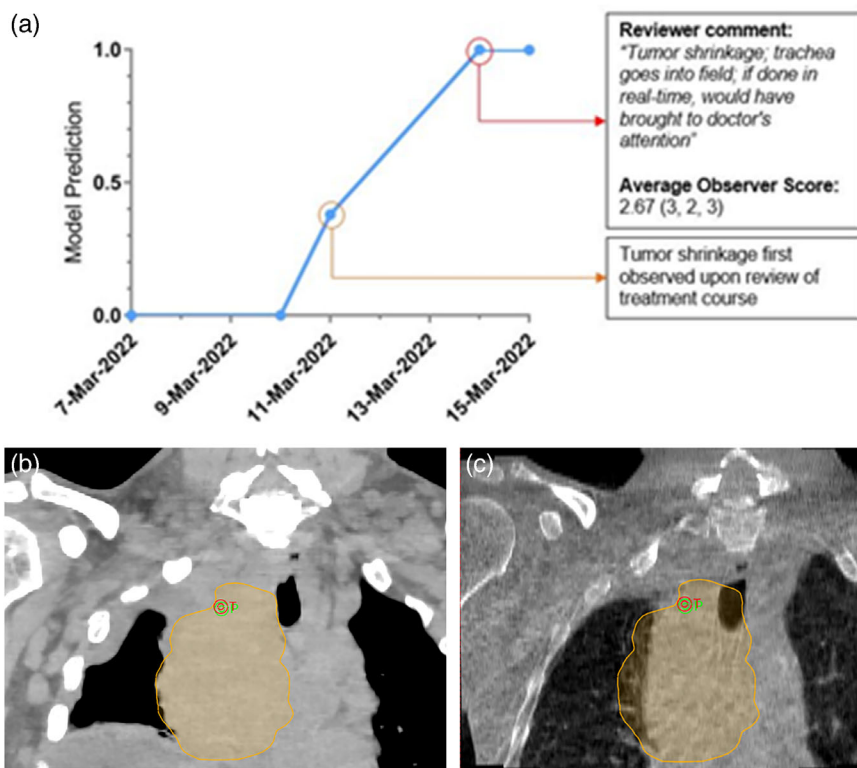 (a)
1.0
0.5
0.0
Model Prediction
7-Mar-2022
9-Mar-2022
11-Mar-2022
13-Mar-2022
15-Mar-2022
Reviewer comment:
"Tumor shrinkage; trachea
goes into field; if done in
real-time, would have
brought to doctor's
attention"
Average Observer Score:
2.67 (3, 2, 3)
Tumor shrinkage first
observed upon review of
treatment course
(b)
T
(c)
T